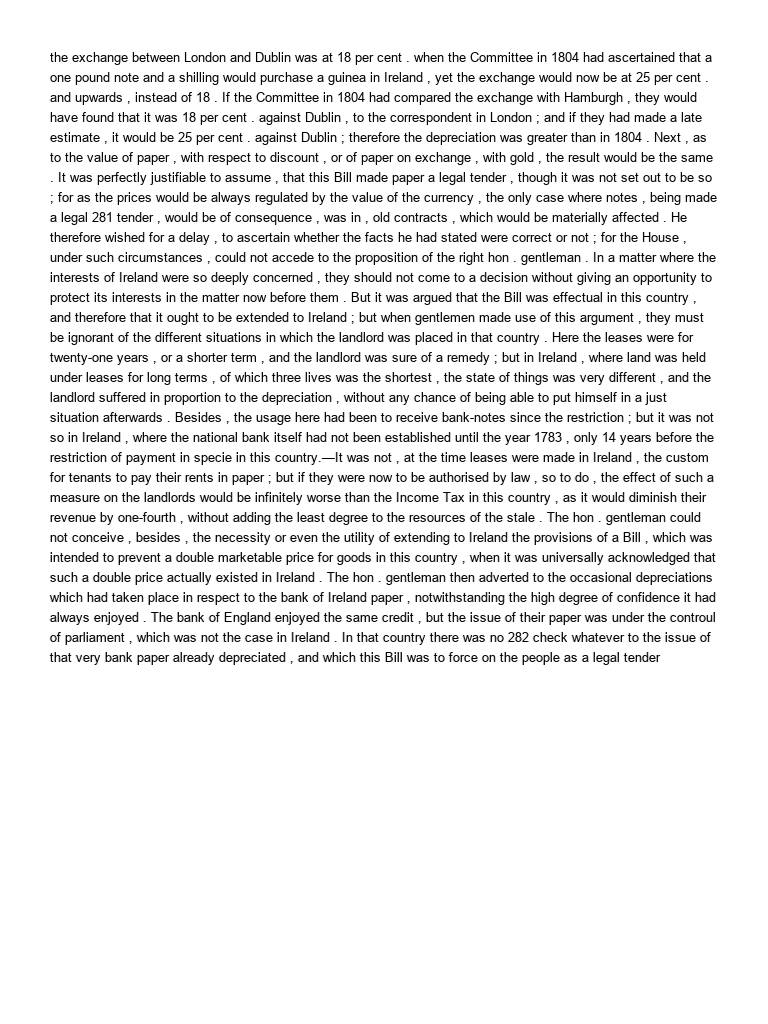 the exchange between London and Dublin was at 18 per cent . when the Committee in 1804 had ascertained that a
one pound note and a shilling would purchase a guinea in Ireland , yet the exchange would now be at 25 per cent .
and upwards , instead of 18 . If the Committee in 1804 had compared the exchange with Hamburgh , they would
have found that it was 18 per cent . against Dublin , to the correspondent in London ; and if they had made a late
estimate , it would be 25 per cent . against Dublin ; therefore the depreciation was greater than in 1804 . Next , as
to the value of paper , with respect to discount , or of paper on exchange , with gold , the result would be the same
. It was perfectly justifiable to assume , that this Bill made paper a legal tender , though it was not set out to be so
; for as the prices would be always regulated by the value of the currency , the only case where notes , being made
a legal 281 tender , would be of consequence , was in , old contracts , which would be materially affected . He
therefore wished for a delay , to ascertain whether the facts he had stated were correct or not ; for the House ,
under such circumstances , could not accede to the proposition of the right hon . gentleman . In a matter where the
interests of Ireland were so deeply concerned , they should not come to a decision without giving an opportunity to
protect its interests in the matter now before them . But it was argued that the Bill was effectual in this country ,
and therefore that it ought to be extended to Ireland ; but when gentlemen made use of this argument , they must
be ignorant of the different situations in which the landlord was placed in that country . Here the leases were for
twenty-one years , or a shorter term , and the landlord was sure of a remedy ; but in Ireland , where land was held
under leases for long terms , of which three lives was the shortest , the state of things was very different , and the
landlord suffered in proportion to the depreciation , without any chance of being able to put himself in a just
situation afterwards . Besides , the usage here had been to receive bank-notes since the restriction ; but it was not
so in Ireland , where the national bank itself had not been established until the year 1783 , only 14 years before the
restriction of payment in specie in this country.—It was not , at the time leases were made in Ireland , the custom
for tenants to pay their rents in paper ; but if they were now to be authorised by law , so to do , the effect of such a
measure on the landlords would be infinitely worse than the Income Tax in this country , as it would diminish their
revenue by one-fourth , without adding the least degree to the resources of the stale . The hon . gentleman could
not conceive , besides , the necessity or even the utility of extending to Ireland the provisions of a Bill , which was
intended to prevent a double marketable price for goods in this country , when it was universally acknowledged that
such a double price actually existed in Ireland . The hon . gentleman then adverted to the occasional depreciations
which had taken place in respect to the bank of Ireland paper , notwithstanding the high degree of confidence it had
always enjoyed . The bank of England enjoyed the same credit , but the issue of their paper was under the controul
of parliament , which was not the case in Ireland . In that country there was no 282 check whatever to the issue of
that very bank paper already depreciated , and which this Bill was to force on the people as a legal tender